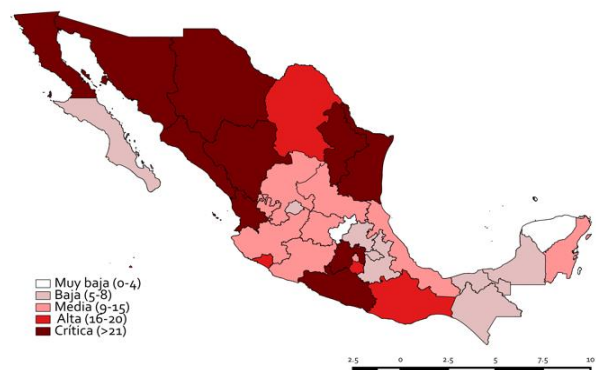 Muy baja (0-4)
Baja (5-8)
Media (9-15)
Alta (16-20)
Crítica (>21)
2.5 0 2.5 5 7.5 10